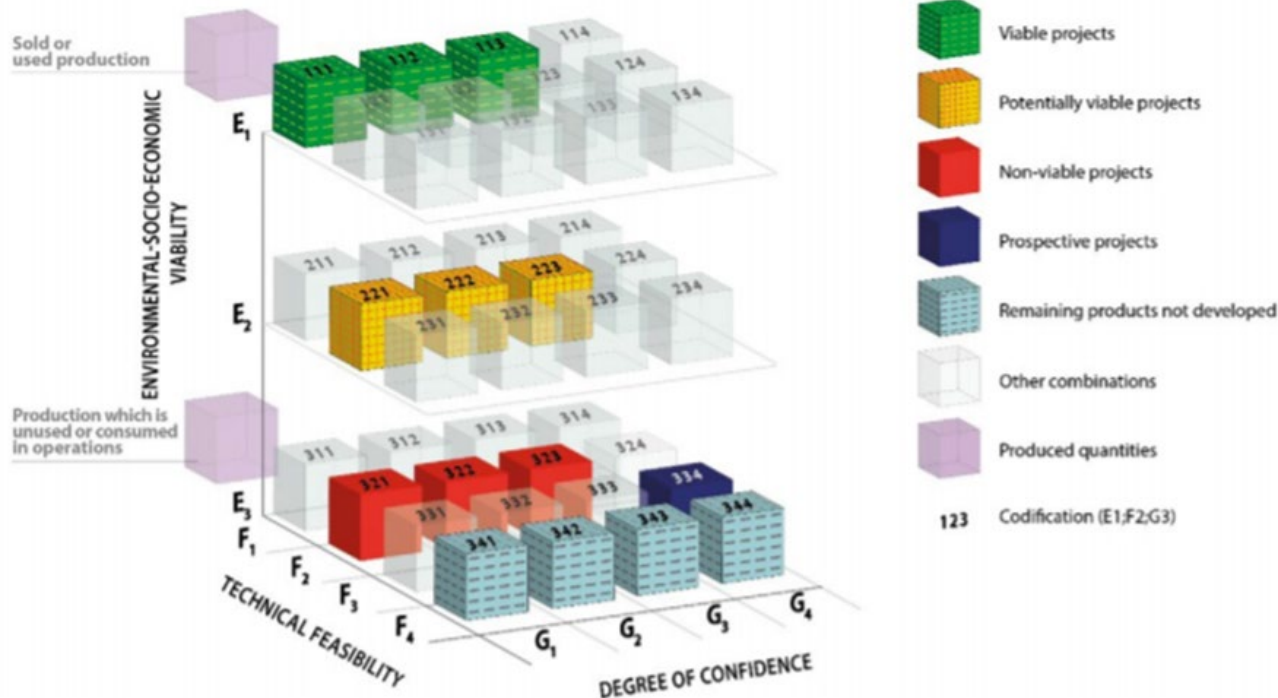 Sold or
used production
ENVIRONMENTAL-SOCIO-ECONOMIC
VIABILITY
E1
111
112
113
114
123
124
131
132
133
134
E2
211
212
213
214
221
222
223
224
231
232
233
234
Production which is
unused or consumed
in operations
E3
311
312
313
314
321
322
323
324
331
332
333
334
341
342
343
344
F1
F2
F3
F4
TECHNICAL FEASIBILITY
G1
G2
G3
G4
DEGREE OF CONFIDENCE
Viable projects
Potentially viable projects
Non-viable projects
Prospective projects
Remaining products not developed
Other combinations
Produced quantities
123 Codification (E1;F2;G3)